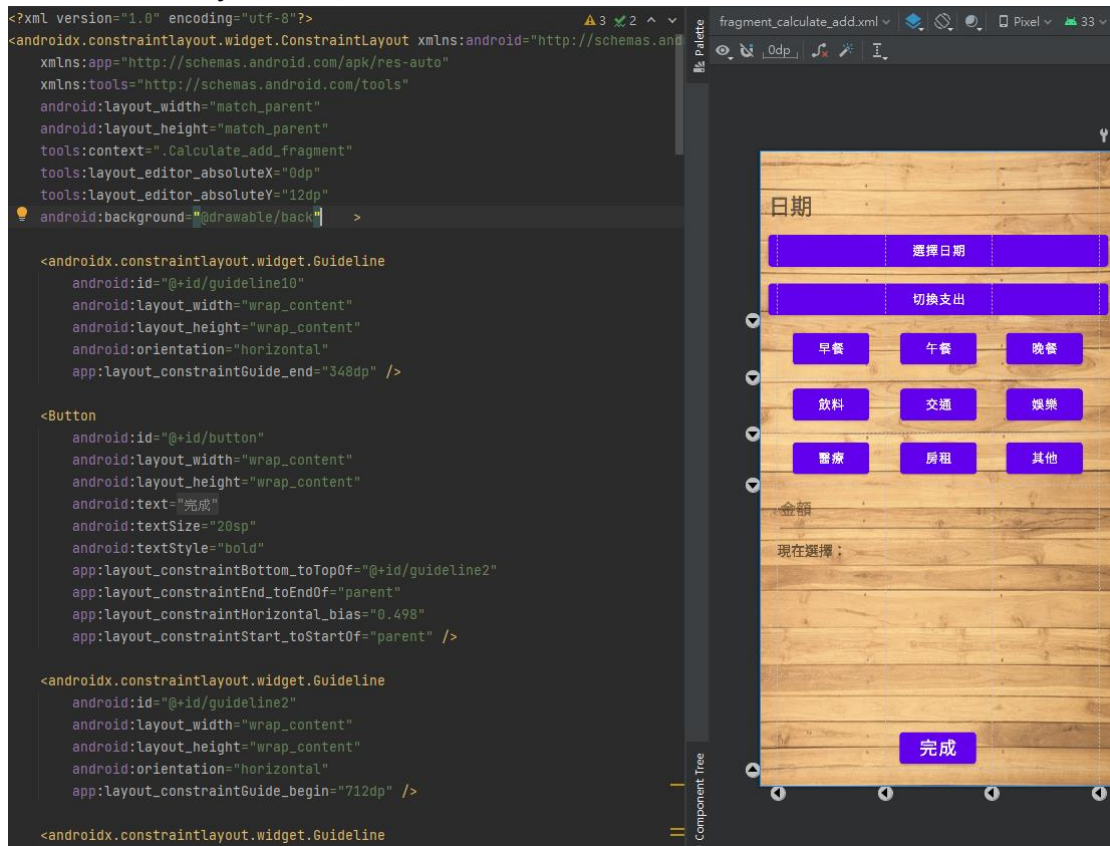 <?xml version="1.0" encoding="utf-8"?>
3 2
<androidx.constraintlayout.widget.ConstraintLayout xmlns:android="http://schemas.and
xmlns:app="http://schemas.android.com/apk/res-auto"
xmlns:tools="http://schemas.android.com/tools"
android:layout_width="match_parent"
android:layout_height="match_parent"
tools:context=".Calculate_add_fragment"
tools:layout_editor_absoluteX="0dp"
tools:layout_editor_absoluteY="12dp"
android:background="@drawable/back" >
<androidx.constraintlayout.widget.Guideline
android:id="@+id/guideline10"
android:layout_width="wrap_content"
android:layout_height="wrap_content"
android:orientation="horizontal"
app:layout_constraintGuide_end="348dp" />
<Button
android:id="@+id/button"
android:layout_width="wrap_content"
android:layout_height="wrap_content"
android:text="完成"
android:textSize="20sp"
android:textStyle="bold"
app:layout_constraintBottom_toTopOf="@+id/guideline2"
app:layout_constraintEnd_toEndOf="parent"
app:layout_constraintHorizontal_bias="0.498"
app:layout_constraintStart_toStartOf="parent" />
<androidx.constraintlayout.widget.Guideline
android:id="@+id/guideline2"
android:layout_width="wrap_content"
android:layout_height="wrap_content"
android:orientation="horizontal"
app:layout_constraintGuide_begin="712dp" />
<androidx.constraintlayout.widget.Guideline
Palette
Component Tree
fragment_calculate_add.xml Pixel 33
0dp
日期
選擇日期
切換支出
早餐 午餐 晚餐
飲料 交通 娛樂
醫療 房租 其他
金額
現在選擇：
完成